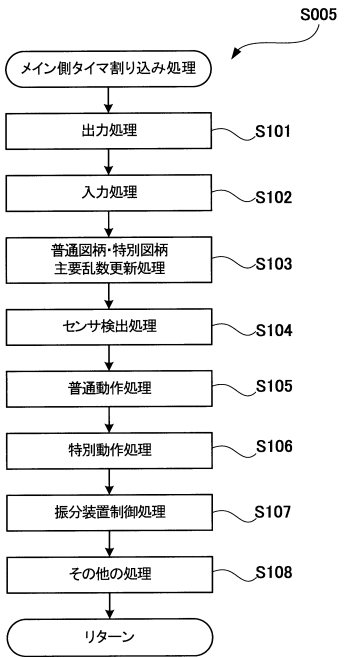 S005
メイン側タイマ割り込み処理
出力処理
S101
入力処理
S102
普通図柄・特別図柄
主要乱数更新処理
S103
センサ検出処理
S104
普通動作処理
S105
特別動作処理
S106
振分装置制御処理
S107
その他の処理
S108
リターン